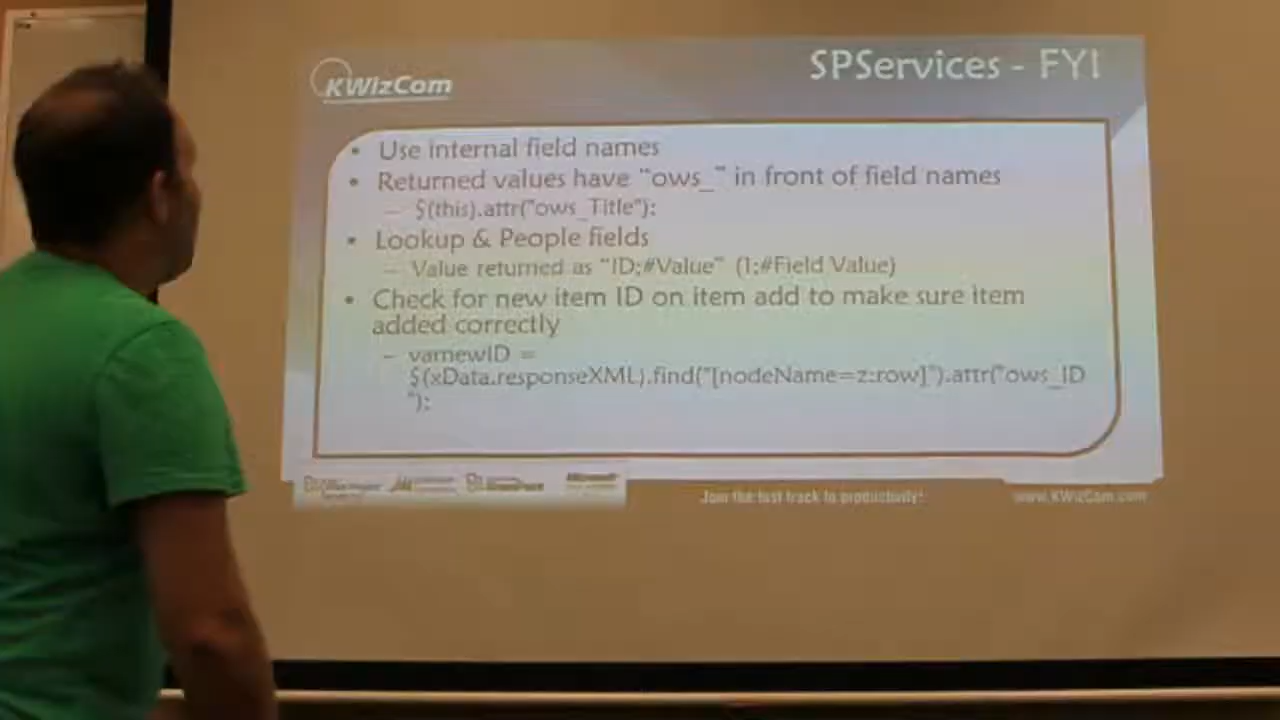 KWizCom
SPServices - FYI
• Use internal field names
• Returned values have "ows_" in front of field names
– $(this).attr("ows_Title");
• Lookup & People fields
– Value returned as "ID;#Value" (1;#Field Value)
• Check for new item ID on item add to make sure item
added correctly
– varnewID =
$(xData.responseXML).find("[nodeName=z:row]").attr("ows_ID
");
Microsoft
Join the fast track to productivity!
www.KWizCom.com